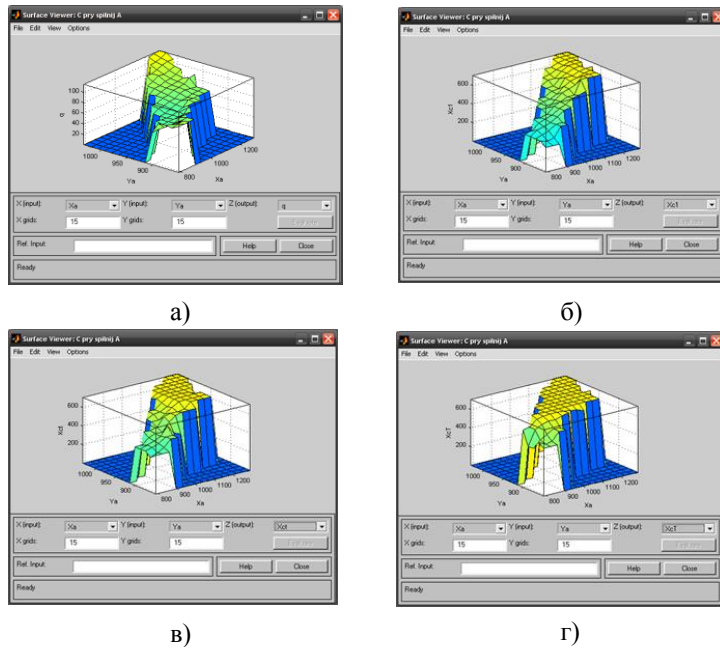 Surface Viewer: C pry spilnij A
File Edit View Options
100
80
60
40
20
q
1000
950
900
Ya
800
900
1000
1200
Xa
X (input): Xa Y (input): Ya Z (output): q
X grids: 15 Y grids: 15
Ref. Input: Help Close
Ready
а)
Surface Viewer: C pry spilnij A
File Edit View Options
600
400
200
Xc1
1000
950
900
Ya
800
900
1000
1100
1200
Xa
X (input): Xa Y (input): Ya Z (output): Xc1
X grids: 15 Y grids: 15
Ref. Input: Help Close
Ready
б)
Surface Viewer: C pry spilnij A
File Edit View Options
600
400
200
Xct
1000
950
900
Ya
800
900
1000
1100
1200
Xa
X (input): Xa Y (input): Ya Z (output): Xct
X grids: 15 Y grids: 15
Ref. Input: Help Close
Ready
в)
Surface Viewer: C pry spilnij A
File Edit View Options
600
400
200
XcT
1000
950
900
Ya
800
900
1000
1100
1200
Xa
X (input): Xa Y (input): Ya Z (output): XcT
X grids: 15 Y grids: 15
Ref. Input: Help Close
Ready
г)